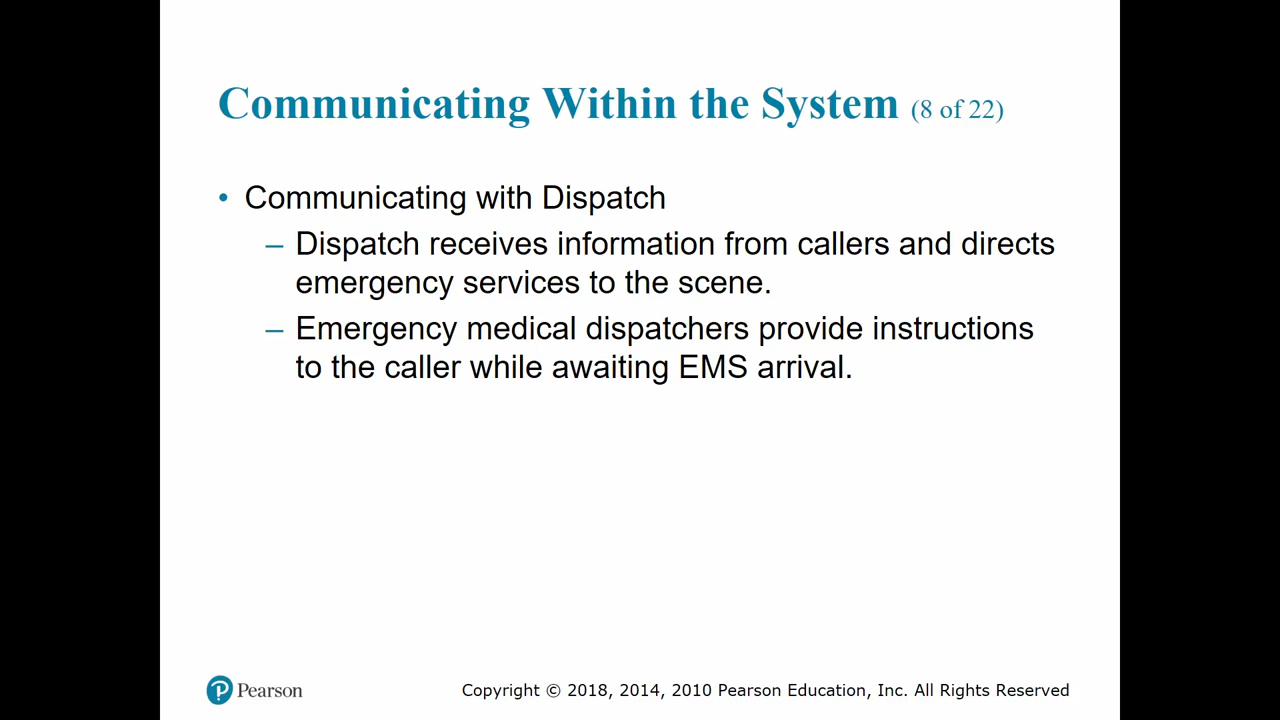 Communicating Within the System (8 of 22)
• Communicating with Dispatch
– Dispatch receives information from callers and directs
emergency services to the scene.
– Emergency medical dispatchers provide instructions
to the caller while awaiting EMS arrival.
P Pearson
Copyright © 2018, 2014, 2010 Pearson Education, Inc. All Rights Reserved